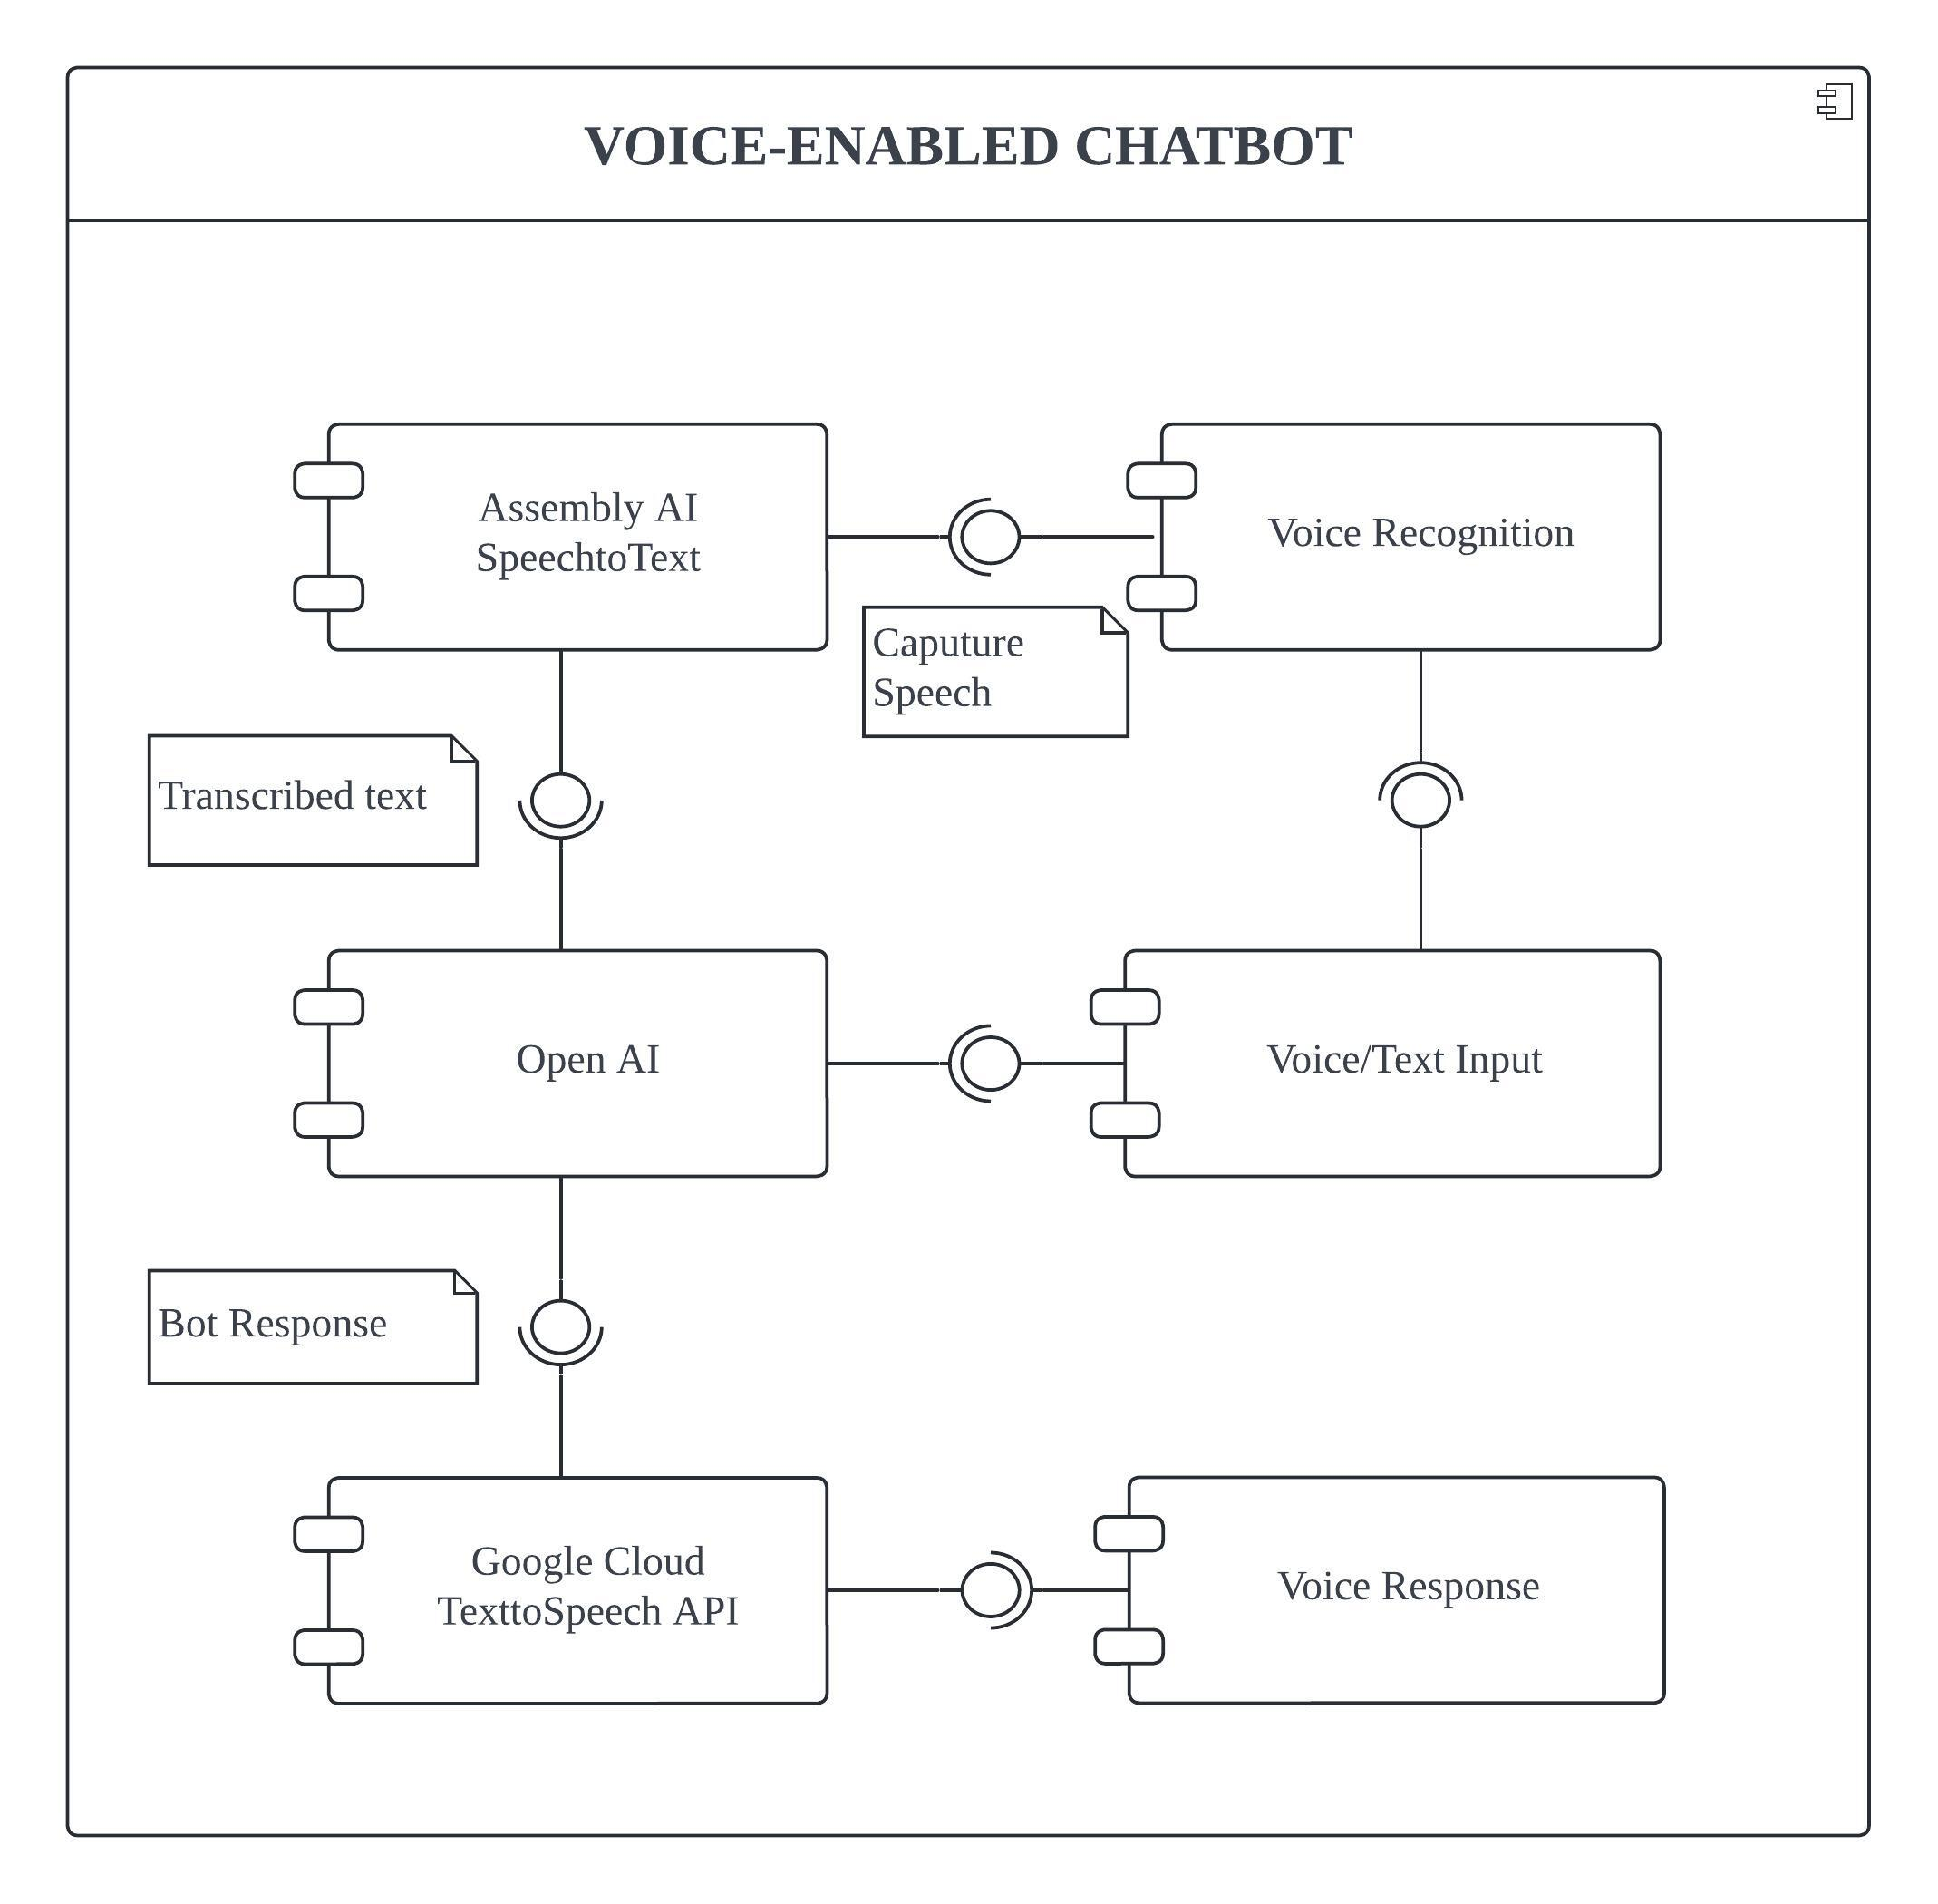 VOICE-ENABLED CHATBOT
Assembly AI
SpeechtoText
Voice Recognition
Caputure
Speech
Transcribed text
Open AI
Voice/Text Input
Bot Response
Google Cloud
TexttoSpeech API
Voice Response